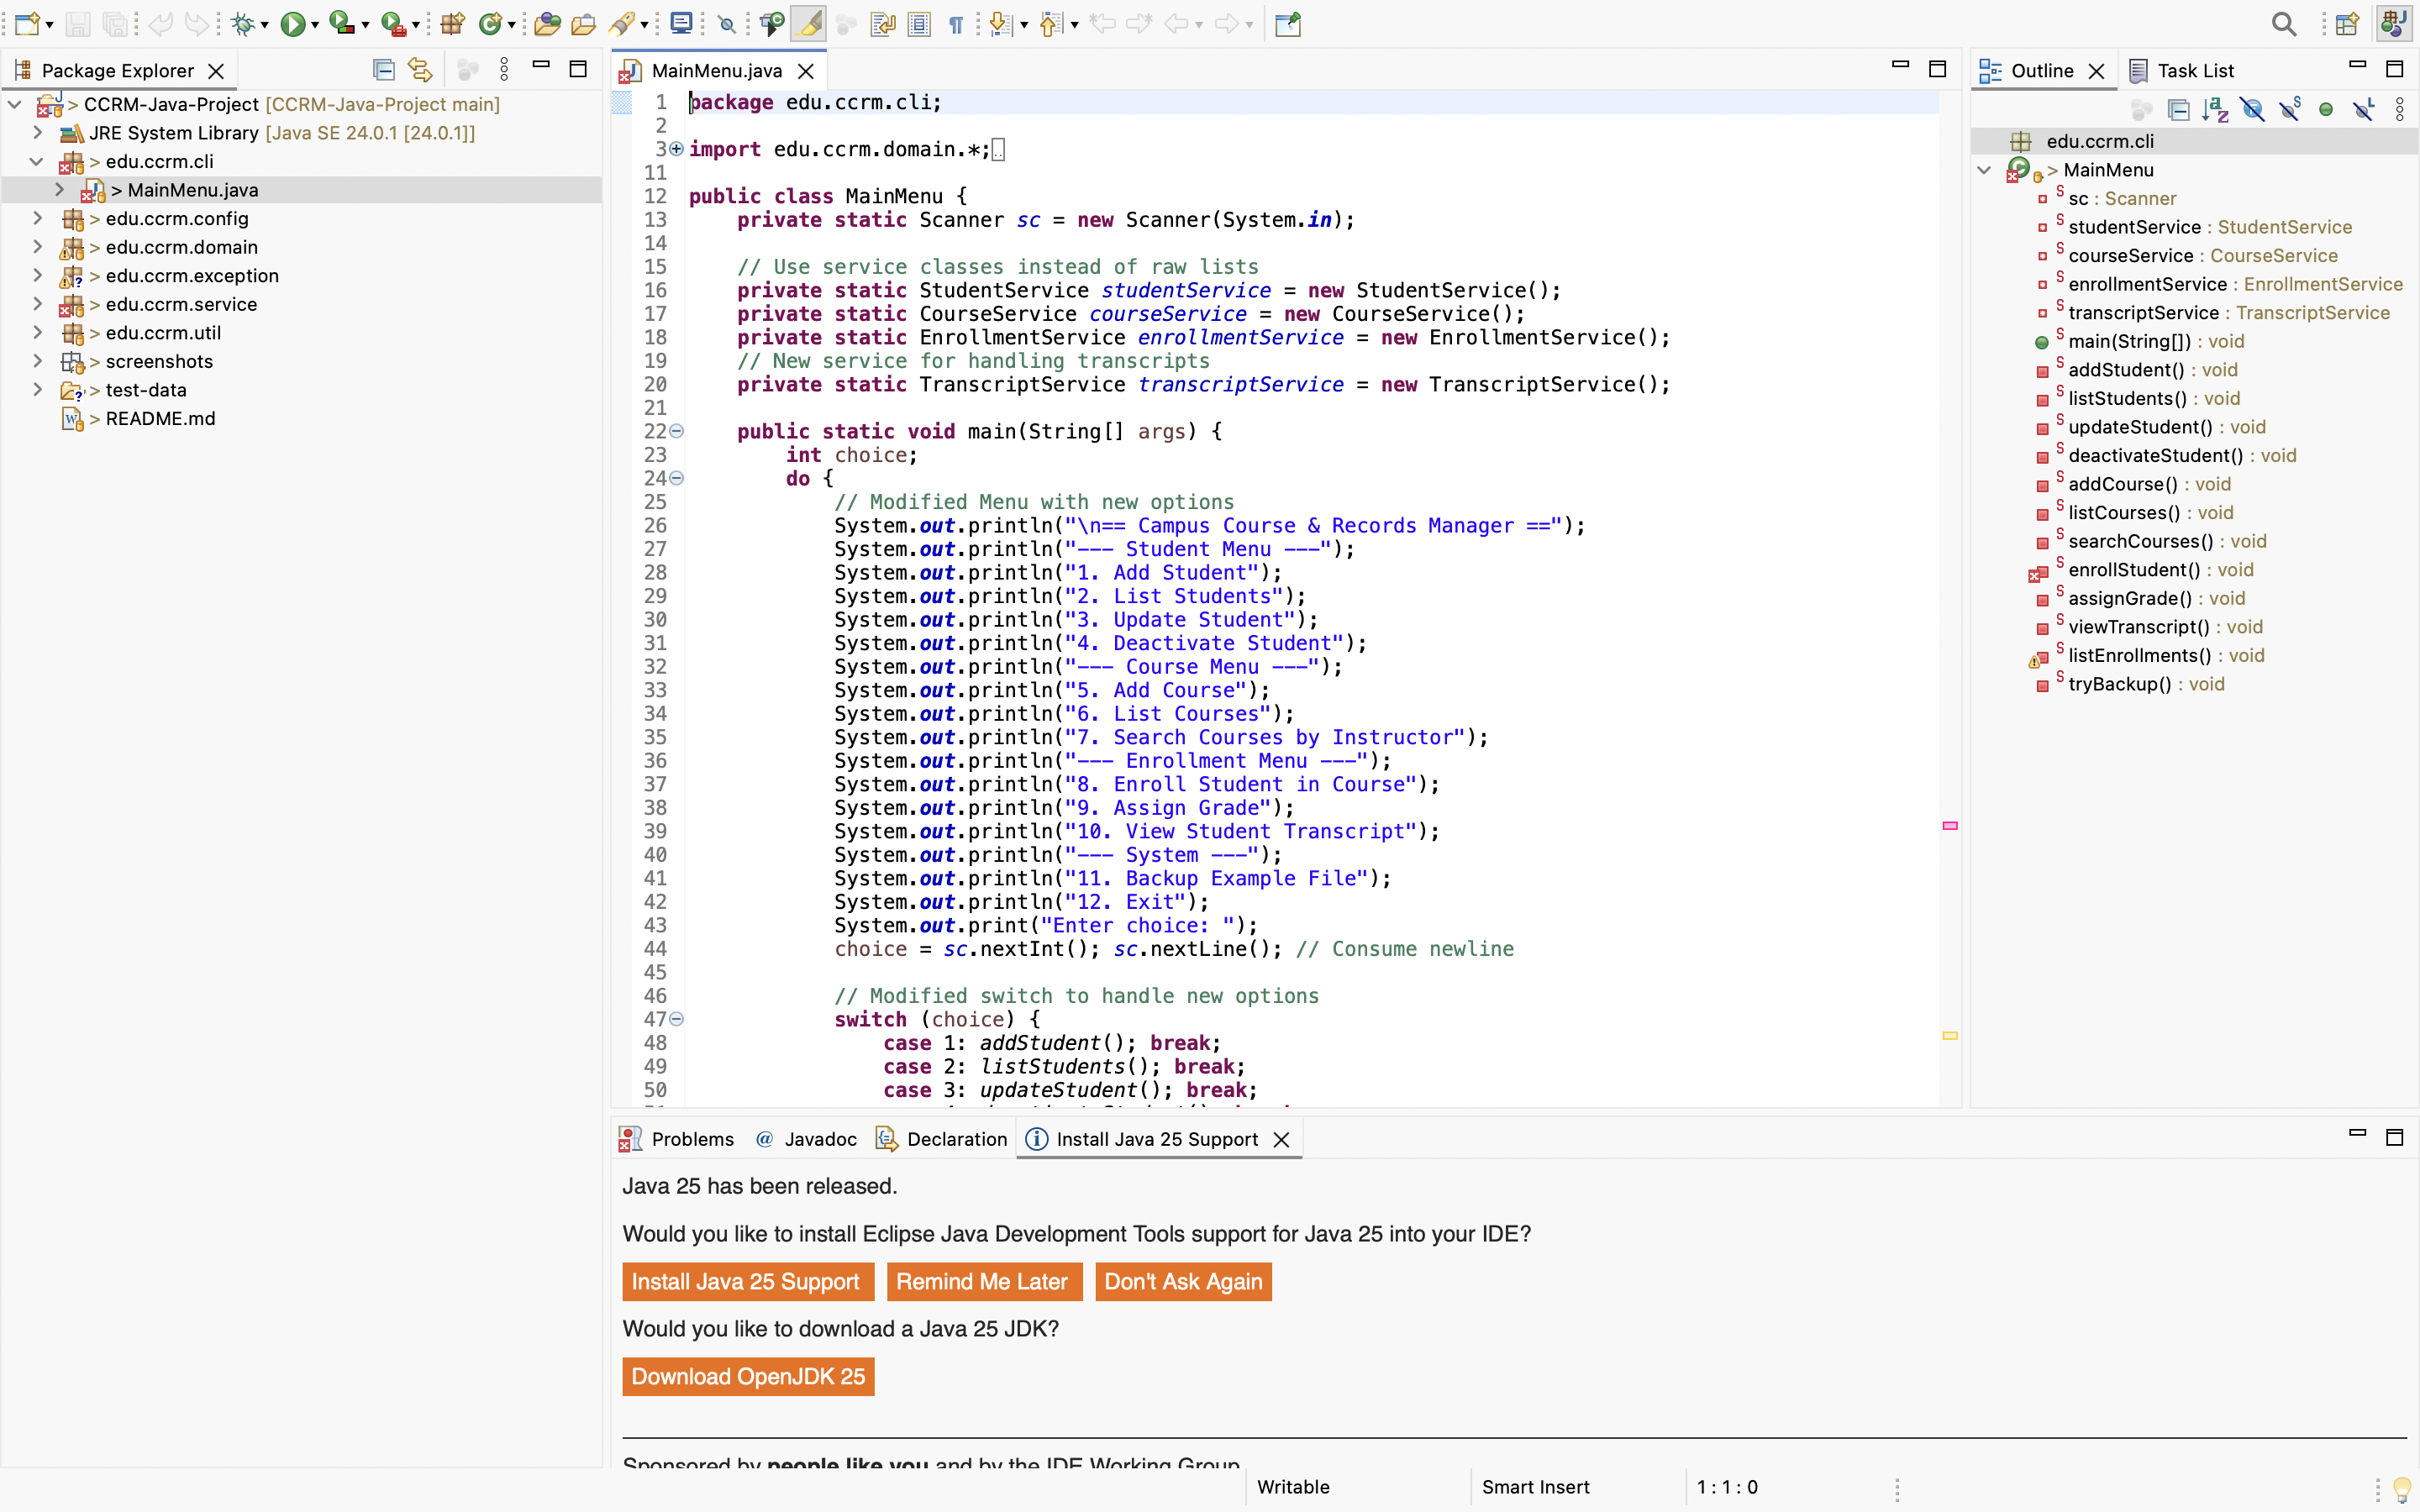 Package Explorer
> CCRM-Java-Project [CCRM-Java-Project main]
JRE System Library [Java SE 24.0.1 [24.0.1]]
> edu.ccrm.cli
> MainMenu.java
> edu.ccrm.config
> edu.ccrm.domain
> edu.ccrm.exception
> edu.ccrm.service
> edu.ccrm.util
> screenshots
> test-data
> README.md
MainMenu.java
1 package edu.ccrm.cli;
2
3 import edu.ccrm.domain.*;
11
12 public class MainMenu {
13 private static Scanner sc = new Scanner(System.in);
14
15 // Use service classes instead of raw lists
16 private static StudentService studentService = new StudentService();
17 private static CourseService courseService = new CourseService();
18 private static EnrollmentService enrollmentService = new EnrollmentService();
19 // New service for handling transcripts
20 private static TranscriptService transcriptService = new TranscriptService();
21
22 public static void main(String[] args) {
23 int choice;
24 do {
25 // Modified Menu with new options
26 System.out.println("\n== Campus Course & Records Manager ==");
27 System.out.println("--- Student Menu ---");
28 System.out.println("1. Add Student");
29 System.out.println("2. List Students");
30 System.out.println("3. Update Student");
31 System.out.println("4. Deactivate Student");
32 System.out.println("--- Course Menu ---");
33 System.out.println("5. Add Course");
34 System.out.println("6. List Courses");
35 System.out.println("7. Search Courses by Instructor");
36 System.out.println("--- Enrollment Menu ---");
37 System.out.println("8. Enroll Student in Course");
38 System.out.println("9. Assign Grade");
39 System.out.println("10. View Student Transcript");
40 System.out.println("--- System ---");
41 System.out.println("11. Backup Example File");
42 System.out.println("12. Exit");
43 System.out.print("Enter choice: ");
44 choice = sc.nextInt(); sc.nextLine(); // Consume newline
45
46 // Modified switch to handle new options
47 switch (choice) {
48 case 1: addStudent(); break;
49 case 2: listStudents(); break;
50 case 3: updateStudent(); break;
Outline
Task List
edu.ccrm.cli
> MainMenu
sc : Scanner
studentService : StudentService
courseService : CourseService
enrollmentService : EnrollmentService
transcriptService : TranscriptService
main(String[]) : void
addStudent() : void
listStudents() : void
updateStudent() : void
deactivateStudent() : void
addCourse() : void
listCourses() : void
searchCourses() : void
enrollStudent() : void
assignGrade() : void
viewTranscript() : void
listEnrollments() : void
tryBackup() : void
Problems @ Javadoc Declaration Install Java 25 Support
Java 25 has been released.
Would you like to install Eclipse Java Development Tools support for Java 25 into your IDE?
Install Java 25 Support Remind Me Later Don't Ask Again
Would you like to download a Java 25 JDK?
Download OpenJDK 25
Sponsored by people like you and by the IDE Working Group
Writable Smart Insert 1 : 1 : 0